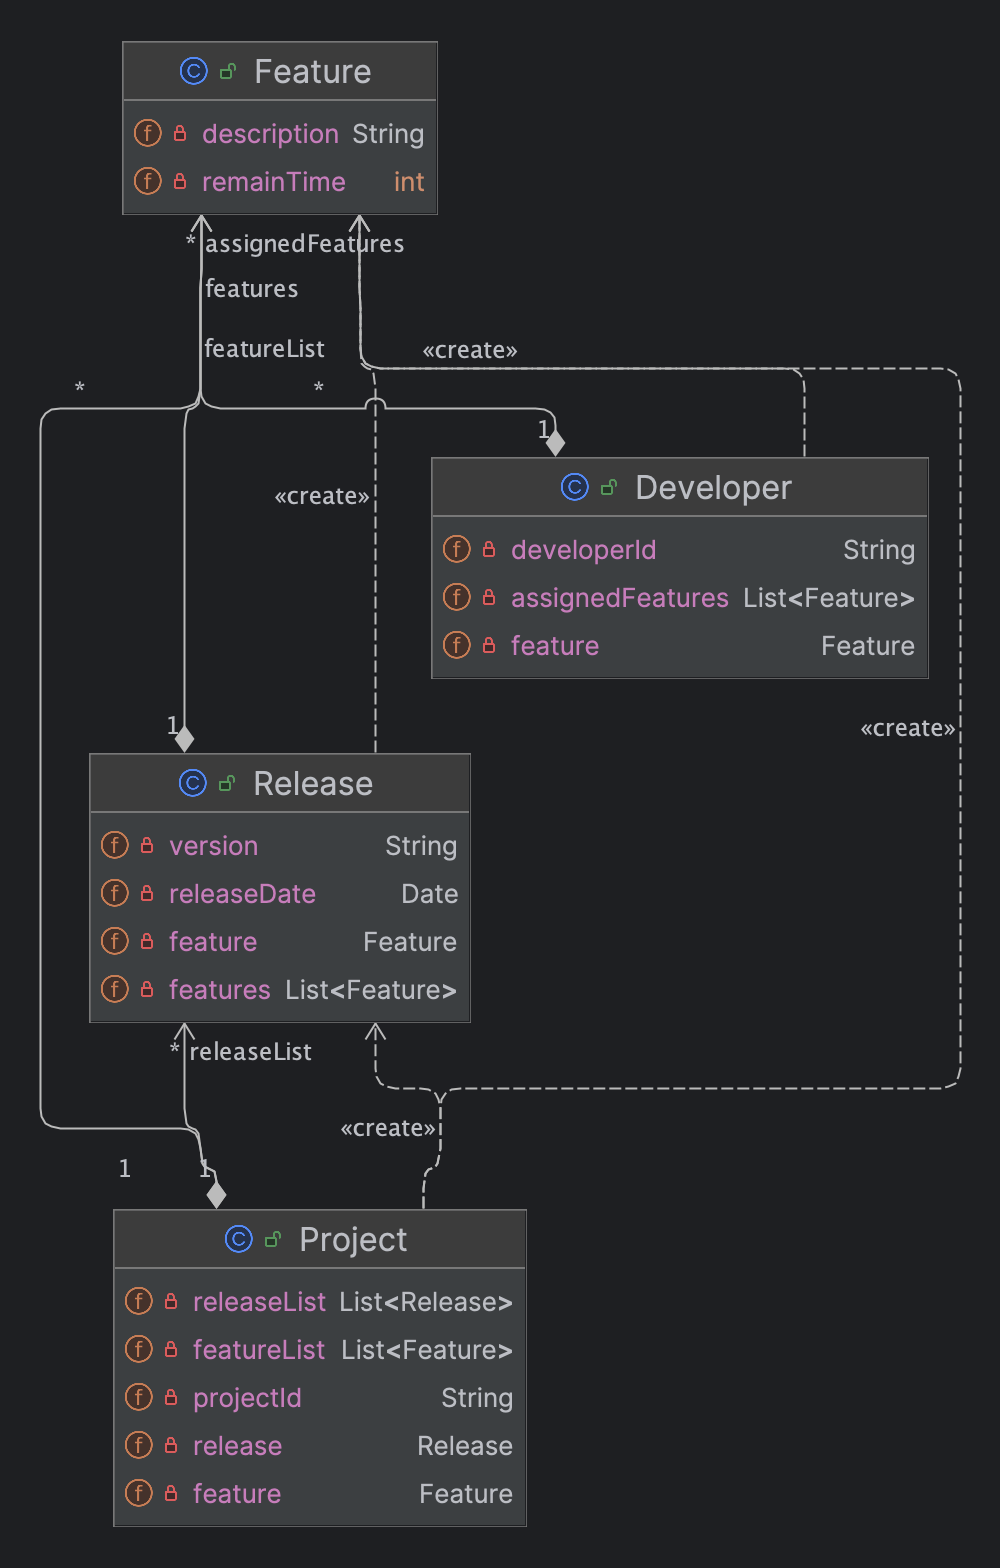 Feature
description String
remainTime int
* assignedFeatures
features
featureList
«create»
* *
1
Developer
developerId String
assignedFeatures List<Feature>
feature Feature
«create»
«create»
1
Release
version String
releaseDate Date
feature Feature
features List<Feature>
* releaseList
«create»
1 1
Project
releaseList List<Release>
featureList List<Feature>
projectId String
release Release
feature Feature